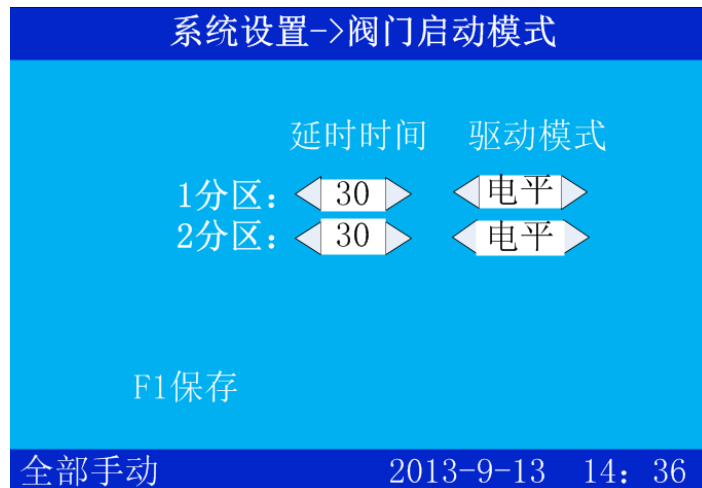 系统设置->阀门启动模式
延时时间 驱动模式
1分区： 30 电平
2分区： 30 电平
F1保存
全部手动 2013-9-13 14：36